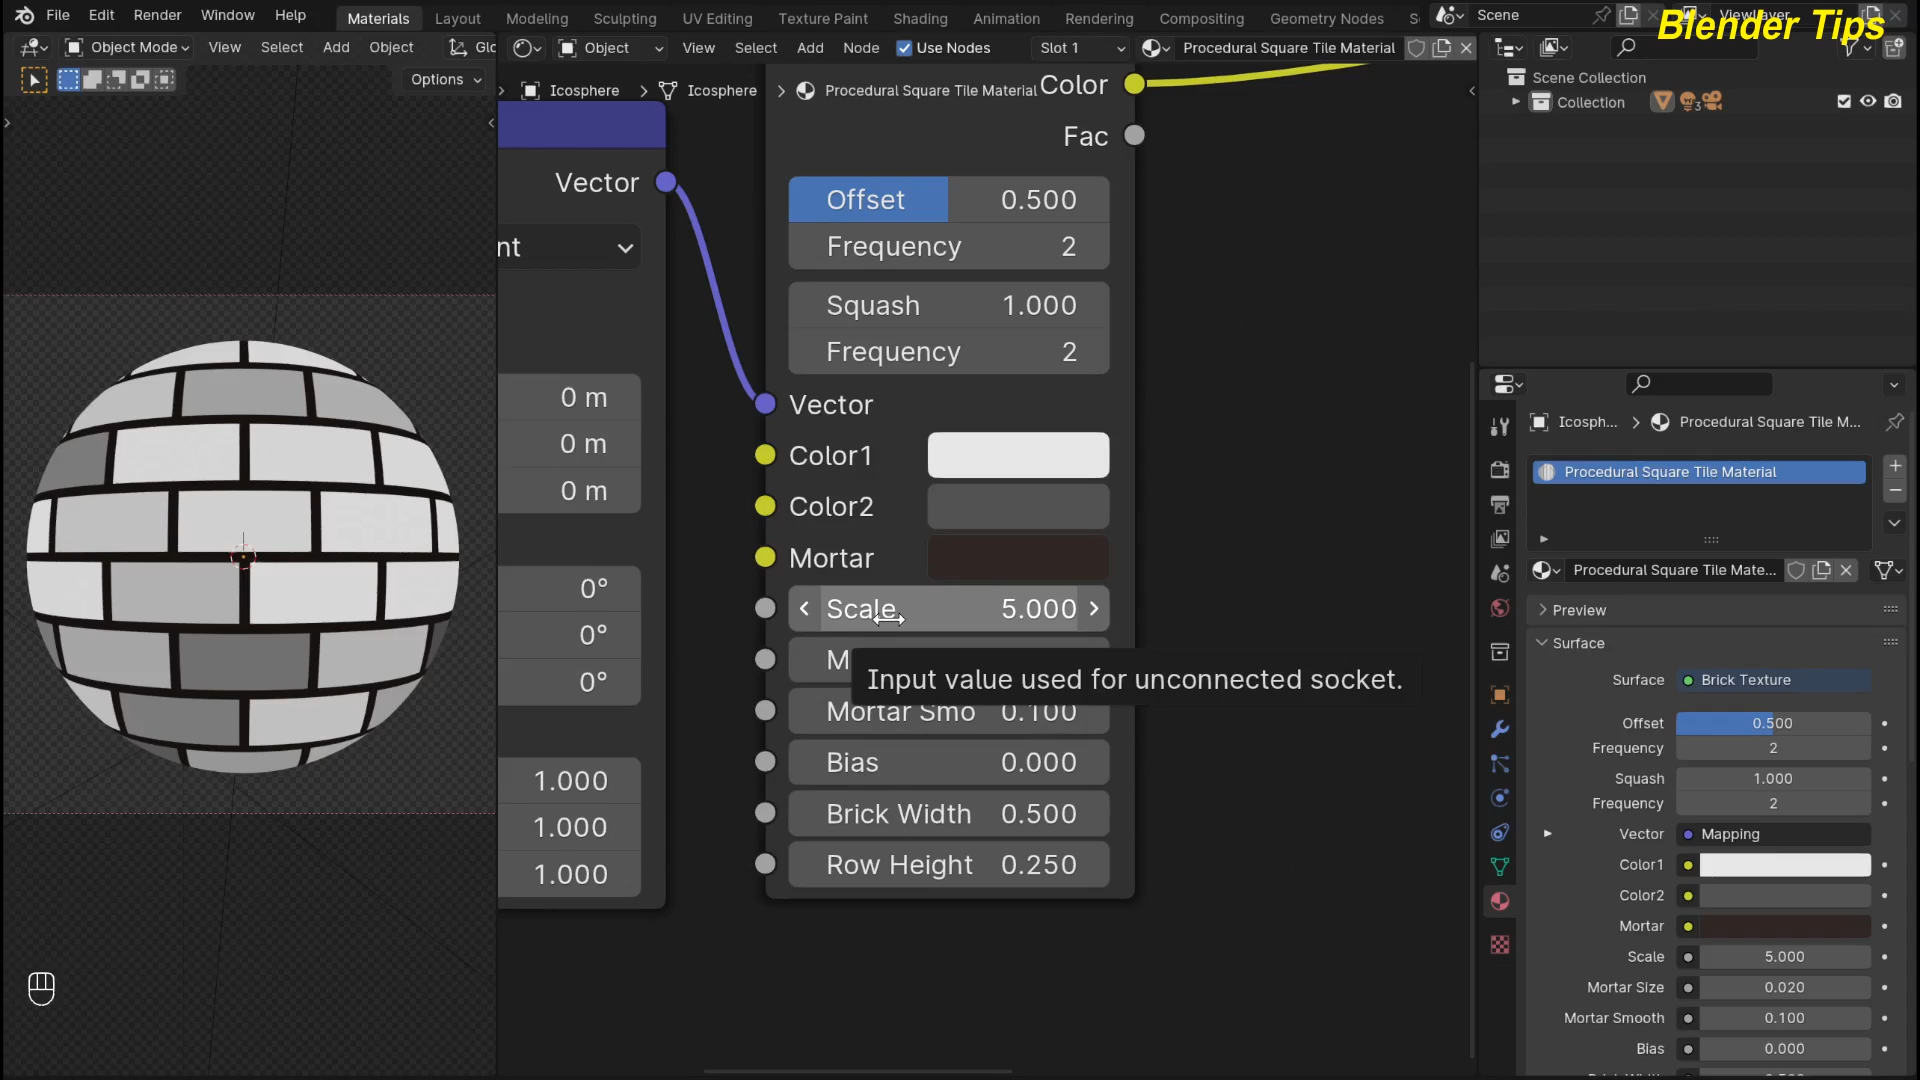 File Edit Render Window Help Materials Layout Modeling Sculpting UV Editing Texture Paint Shading Animation Rendering Compositing Geometry Nodes Scene ViewLayer
Blender Tips
Object Mode View Select Add Object
Object View Select Add Node Use Nodes Slot 1 Procedural Square Tile Material
Options
Icosphere > Icosphere > Procedural Square Tile Material
Scene Collection
Collection
Vector
nt
0 m
0 m
0 m
0°
0°
0°
1.000
1.000
1.000
Color
Fac
Offset 0.500
Frequency 2
Squash 1.000
Frequency 2
Vector
Color1
Color2
Mortar
Scale 5.000
M
Input value used for unconnected socket.
Mortar Smo 0.100
Bias 0.000
Brick Width 0.500
Row Height 0.250
Icosph... > Procedural Square Tile M...
Procedural Square Tile Material
Procedural Square Tile Mate...
Preview
Surface
Surface Brick Texture
Offset 0.500
Frequency 2
Squash 1.000
Frequency 2
Vector Mapping
Color1
Color2
Mortar
Scale 5.000
Mortar Size 0.020
Mortar Smooth 0.100
Bias 0.000